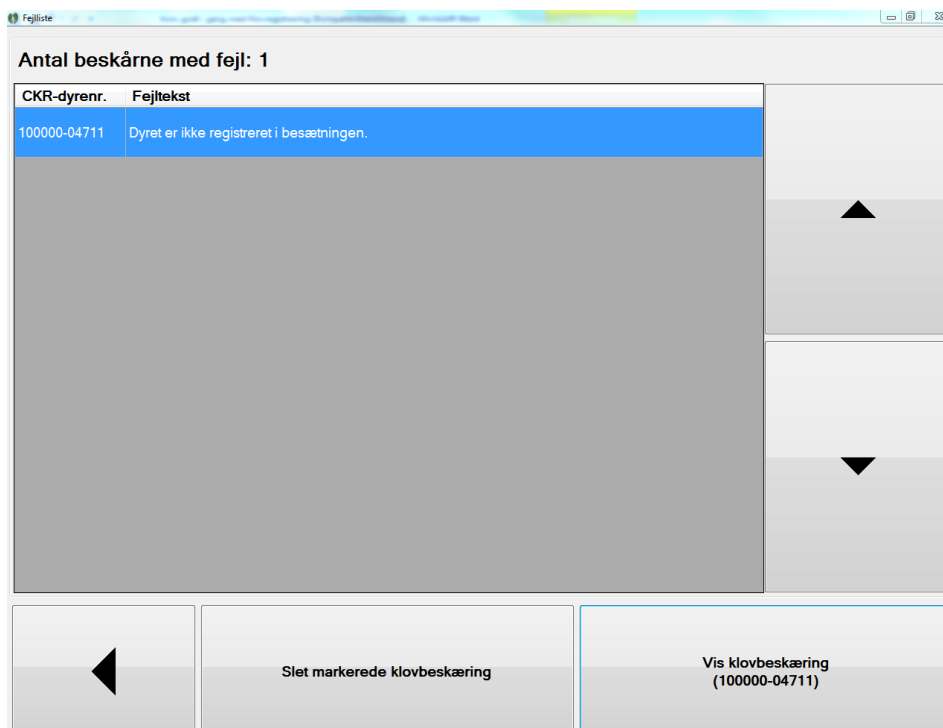 Fejlliste
Antal beskårne med fejl: 1
CKR-dyrenr. Fejltekst
100000-04711 Dyret er ikke registreret i besætningen.
Slet markerede klovbeskæring
Vis klovbeskæring
(100000-04711)